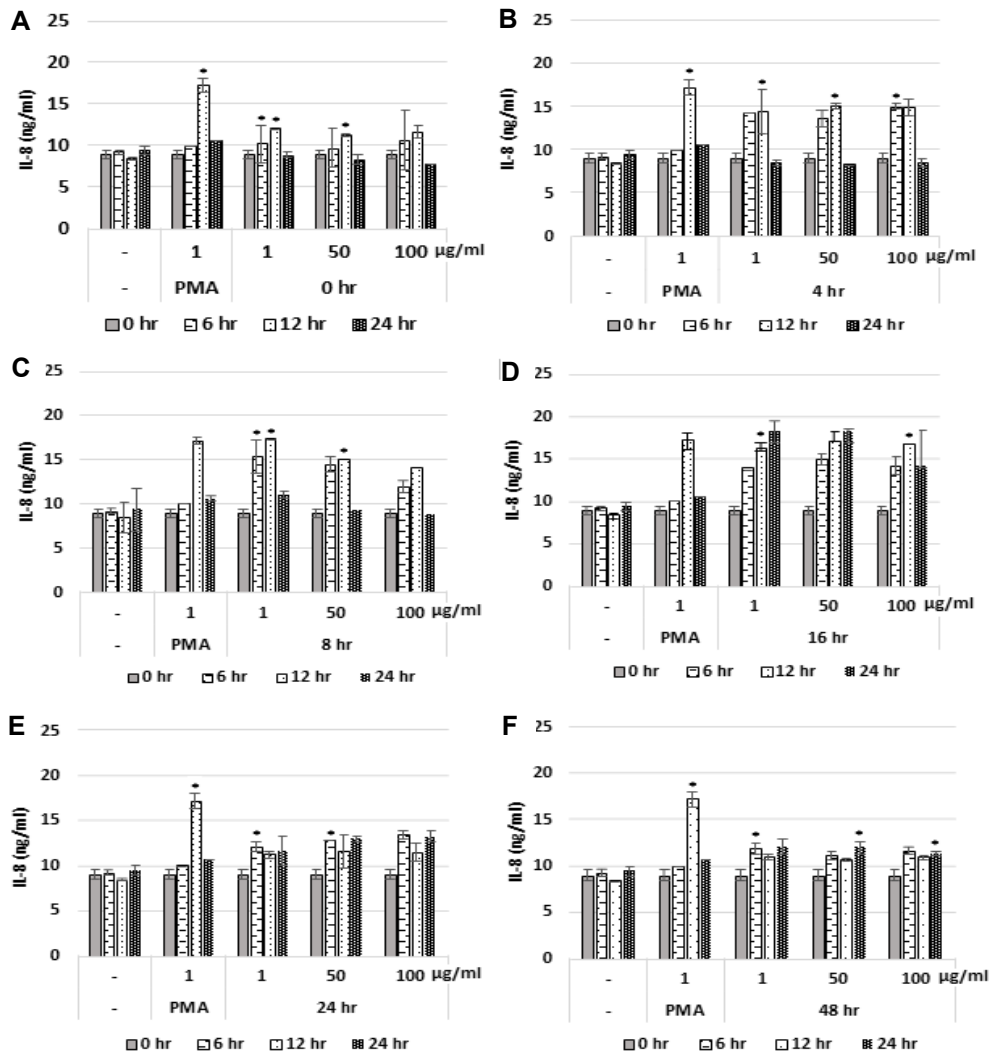 A
25
20
15
10
5
0
IL-8 (ng/ml)
- 1 1 50 100 μg/ml
- PMA 0 hr
0 hr 6 hr 12 hr 24 hr
B
25
20
15
10
5
0
IL-8 (ng/ml)
- 1 1 50 100 μg/ml
- PMA 4 hr
0 hr 6 hr 12 hr 24 hr
C
25
20
15
10
5
0
IL-8 (ng/ml)
1 1 50 100 μg/ml
- PMA 8 hr
0 hr 6 hr 12 hr 24 hr
D
25
20
15
10
5
0
IL-8 (ng/ml)
1 1 50 100 μg/ml
- PMA 16 hr
0 hr 6 hr 12 hr 24 hr
E
25
20
15
10
5
0
IL-8 (ng/ml)
- 1 1 50 100 μg/ml
- PMA 24 hr
0 hr 6 hr 12 hr 24 hr
F
25
20
15
10
5
0
IL-8 (ng/ml)
- 1 1 50 100 μg/ml
- PMA 48 hr
0 hr 6 hr 12 hr 24 hr